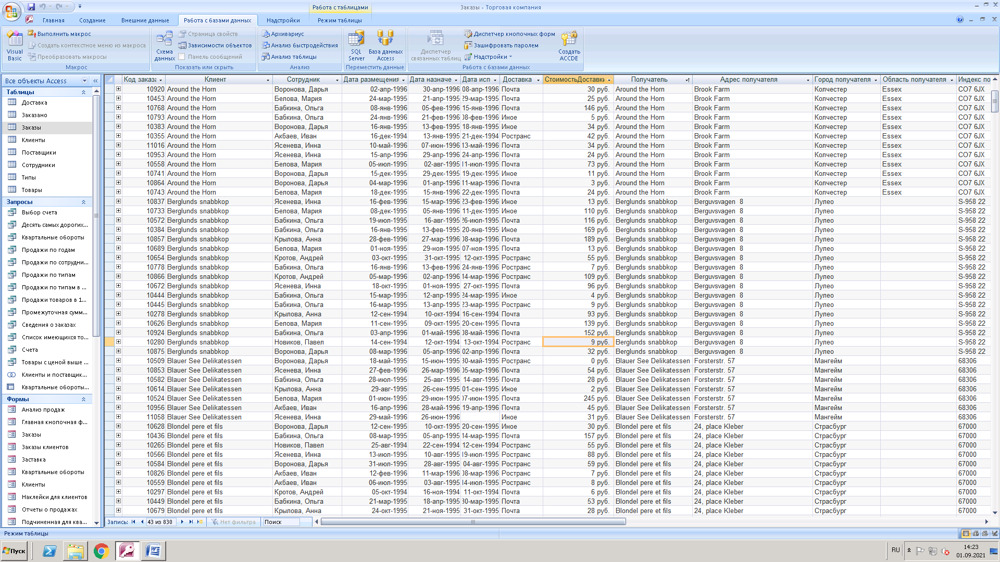 Работа с таблицами
Заказы - Торговая компания
Главная Создание Внешние данные Работа с базами данных Надстройки Режим таблицы
Visual Basic
Выполнить макрос
Создать контекстное меню из макроса
Преобразовать макросы
Макрос
Схема данных
Страница свойств
Зависимости объектов
Панель сообщений
Показать или скрыть
Архивариус
Анализ быстродействия
Анализ таблицы
Анализ
SQL Server
База данных Access
Переместить данные
Диспетчер связанных таблиц
Диспетчер кнопочных форм
Зашифровать паролем
Надстройки
Создать ACCDE
Работа с базами данных
Все объекты Access
Таблицы
Доставка
Заказано
Заказы
Клиенты
Поставщики
Сотрудники
Типы
Товары
Запросы
Выбор счета
Десять самых дорогих...
Квартальные обороты
Продажи по годам
Продажи по сотрудни...
Продажи по типам
Продажи по типам в ...
Продажи товаров в 1...
Промежуточная сумм...
Сведения о заказах
Список имеющихся то...
Счета
Товары с ценой выше ...
Клиенты и поставщик...
Квартальные обороты...
Формы
Анализ продаж
Главная кнопочная ф...
Заказы
Заказы клиентов
Заставка
Квартальные обороты
Клиенты
Наклейки для клиентов
Отчеты о продажах
Подчиненная для ква...
Код заказа Клиент Сотрудник Дата размещения Дата назначе Дата исп Доставка СтоимостьДоставки Получатель Адрес получателя Город получателя Область получателя Индекс по
10920 Around the Horn Воронова, Дарья 02-апр-1996 30-апр-1996 08-апр-1996 Почта 30 руб. Around the Horn Brook Farm Колчестер Essex CO7 6JX
10453 Around the Horn Белова, Мария 24-мар-1995 21-апр-1995 29-мар-1995 Почта 25 руб. Around the Horn Brook Farm Колчестер Essex CO7 6JX
10768 Around the Horn Бабкина, Ольга 08-янв-1996 05-фев-1996 15-янв-1996 Почта 146 руб. Around the Horn Brook Farm Колчестер Essex CO7 6JX
10793 Around the Horn Бабкина, Ольга 24-янв-1996 21-фев-1996 08-фев-1996 Иное 5 руб. Around the Horn Brook Farm Колчестер Essex CO7 6JX
10383 Around the Horn Воронова, Дарья 16-янв-1995 13-фев-1995 18-янв-1995 Иное 34 руб. Around the Horn Brook Farm Колчестер Essex CO7 6JX
10355 Around the Horn Акбаев, Иван 16-дек-1994 13-янв-1995 21-дек-1994 Ространс 42 руб. Around the Horn Brook Farm Колчестер Essex CO7 6JX
11016 Around the Horn Ясенева, Инна 10-май-1996 07-июн-1996 13-май-1996 Почта 34 руб. Around the Horn Brook Farm Колчестер Essex CO7 6JX
10953 Around the Horn Ясенева, Инна 15-апр-1996 29-апр-1996 24-апр-1996 Почта 24 руб. Around the Horn Brook Farm Колчестер Essex CO7 6JX
10558 Around the Horn Белова, Мария 05-июл-1995 02-авг-1995 11-июл-1995 Почта 73 руб. Around the Horn Brook Farm Колчестер Essex CO7 6JX
10741 Around the Horn Воронова, Дарья 15-дек-1995 29-дек-1995 19-дек-1995 Иное 11 руб. Around the Horn Brook Farm Колчестер Essex CO7 6JX
10864 Around the Horn Воронова, Дарья 04-мар-1996 01-апр-1996 11-мар-1996 Почта 3 руб. Around the Horn Brook Farm Колчестер Essex CO7 6JX
10743 Around the Horn Белова, Мария 18-дек-1995 15-янв-1996 22-дек-1995 Почта 24 руб. Around the Horn Brook Farm Колчестер Essex CO7 6JX
10837 Berglunds snabbkop Ясенева, Инна 16-фев-1996 15-мар-1996 23-фев-1996 Иное 13 руб. Berglunds snabbkop Berguvsvagen 8 Лулео S-958 22
10733 Berglunds snabbkop Белова, Мария 08-дек-1995 05-янв-1996 11-дек-1995 Иное 110 руб. Berglunds snabbkop Berguvsvagen 8 Лулео S-958 22
10572 Berglunds snabbkop Бабкина, Ольга 19-июл-1995 16-авг-1995 26-июл-1995 Почта 116 руб. Berglunds snabbkop Berguvsvagen 8 Лулео S-958 22
10384 Berglunds snabbkop Бабкина, Ольга 16-янв-1995 13-фев-1995 20-янв-1995 Иное 169 руб. Berglunds snabbkop Berguvsvagen 8 Лулео S-958 22
10857 Berglunds snabbkop Крылова, Анна 28-фев-1996 27-мар-1996 08-мар-1996 Почта 189 руб. Berglunds snabbkop Berguvsvagen 8 Лулео S-958 22
10689 Berglunds snabbkop Белова, Мария 01-ноя-1995 29-ноя-1995 07-ноя-1995 Почта 13 руб. Berglunds snabbkop Berguvsvagen 8 Лулео S-958 22
10654 Berglunds snabbkop Кротов, Андрей 03-окт-1995 31-окт-1995 12-окт-1995 Ространс 55 руб. Berglunds snabbkop Berguvsvagen 8 Лулео S-958 22
10778 Berglunds snabbkop Бабкина, Ольга 16-янв-1996 13-фев-1996 24-янв-1996 Ространс 7 руб. Berglunds snabbkop Berguvsvagen 8 Лулео S-958 22
10866 Berglunds snabbkop Кротов, Андрей 05-мар-1996 02-апр-1996 14-мар-1996 Ространс 109 руб. Berglunds snabbkop Berguvsvagen 8 Лулео S-958 22
10672 Berglunds snabbkop Ясенева, Инна 18-окт-1995 01-ноя-1995 27-окт-1995 Почта 96 руб. Berglunds snabbkop Berguvsvagen 8 Лулео S-958 22
10444 Berglunds snabbkop Бабкина, Ольга 15-мар-1995 12-апр-1995 24-мар-1995 Иное 4 руб. Berglunds snabbkop Berguvsvagen 8 Лулео S-958 22
10445 Berglunds snabbkop Бабкина, Ольга 16-мар-1995 13-апр-1995 23-мар-1995 Ространс 9 руб. Berglunds snabbkop Berguvsvagen 8 Лулео S-958 22
10278 Berglunds snabbkop Крылова, Анна 12-сен-1994 10-окт-1994 16-сен-1994 Почта 93 руб. Berglunds snabbkop Berguvsvagen 8 Лулео S-958 22
10626 Berglunds snabbkop Белова, Мария 11-сен-1995 09-окт-1995 20-сен-1995 Почта 139 руб. Berglunds snabbkop Berguvsvagen 8 Лулео S-958 22
10924 Berglunds snabbkop Бабкина, Ольга 03-апр-1996 01-май-1996 08-май-1996 Почта 152 руб. Berglunds snabbkop Berguvsvagen 8 Лулео S-958 22
10280 Berglunds snabbkop Новиков, Павел 14-сен-1994 12-окт-1994 13-окт-1994 Ространс 9 руб. Berglunds snabbkop Berguvsvagen 8 Лулео S-958 22
10875 Berglunds snabbkop Воронова, Дарья 08-мар-1996 05-апр-1996 02-апр-1996 Почта 32 руб. Berglunds snabbkop Berguvsvagen 8 Лулео S-958 22
10509 Blauer See Delikatessen Воронова, Дарья 18-май-1995 15-июн-1995 30-май-1995 Ространс 0 руб. Blauer See Delikatessen Forsterstr. 57 Мангейм 68306
10853 Blauer See Delikatessen Ясенева, Инна 27-фев-1996 26-мар-1996 05-мар-1996 Почта 54 руб. Blauer See Delikatessen Forsterstr. 57 Мангейм 68306
10582 Blauer See Delikatessen Бабкина, Ольга 28-июл-1995 25-авг-1995 14-авг-1995 Почта 28 руб. Blauer See Delikatessen Forsterstr. 57 Мангейм 68306
10614 Blauer See Delikatessen Крылова, Анна 29-авг-1995 26-сен-1995 01-сен-1995 Иное 2 руб. Blauer See Delikatessen Forsterstr. 57 Мангейм 68306
10524 Blauer See Delikatessen Белова, Мария 01-июн-1995 29-июн-1995 07-июн-1995 Почта 245 руб. Blauer See Delikatessen Forsterstr. 57 Мангейм 68306
10956 Blauer See Delikatessen Акбаев, Иван 16-апр-1996 28-май-1996 19-апр-1996 Почта 45 руб. Blauer See Delikatessen Forsterstr. 57 Мангейм 68306
11058 Blauer See Delikatessen Ясенева, Инна 29-май-1996 26-июн-1996 Иное 31 руб. Blauer See Delikatessen Forsterstr. 57 Мангейм 68306
10628 Blondel pere et fils Воронова, Дарья 12-сен-1995 10-окт-1995 20-сен-1995 Иное 30 руб. Blondel pere et fils 24, place Kleber Страсбург 67000
10436 Blondel pere et fils Бабкина, Ольга 08-мар-1995 05-апр-1995 14-мар-1995 Почта 157 руб. Blondel pere et fils 24, place Kleber Страсбург 67000
10265 Blondel pere et fils Новиков, Павел 25-авг-1994 22-сен-1994 12-сен-1994 Ространс 55 руб. Blondel pere et fils 24, place Kleber Страсбург 67000
10566 Blondel pere et fils Ясенева, Инна 13-июл-1995 10-авг-1995 19-июл-1995 Ространс 88 руб. Blondel pere et fils 24, place Kleber Страсбург 67000
10584 Blondel pere et fils Воронова, Дарья 31-июл-1995 28-авг-1995 04-авг-1995 Ространс 59 руб. Blondel pere et fils 24, place Kleber Страсбург 67000
10826 Blondel pere et fils Акбаев, Иван 12-фев-1996 11-мар-1996 08-мар-1996 Ространс 7 руб. Blondel pere et fils 24, place Kleber Страсбург 67000
10559 Blondel pere et fils Акбаев, Иван 06-июл-1995 03-авг-1995 14-июл-1995 Ространс 8 руб. Blondel pere et fils 24, place Kleber Страсбург 67000
10297 Blondel pere et fils Кротов, Андрей 05-окт-1994 16-ноя-1994 11-окт-1994 Почта 6 руб. Blondel pere et fils 24, place Kleber Страсбург 67000
10449 Blondel pere et fils Бабкина, Ольга 21-мар-1995 18-апр-1995 30-мар-1995 Почта 53 руб. Blondel pere et fils 24, place Kleber Страсбург 67000
10679 Blondel pere et fils Крылова, Анна 24-окт-1995 21-ноя-1995 31-окт-1995 Почта 28 руб. Blondel pere et fils 24, place Kleber Страсбург 67000
Запись: 43 из 830 Нет фильтра Поиск
Режим таблицы
Пуск
RU
14:23
01.09.2021